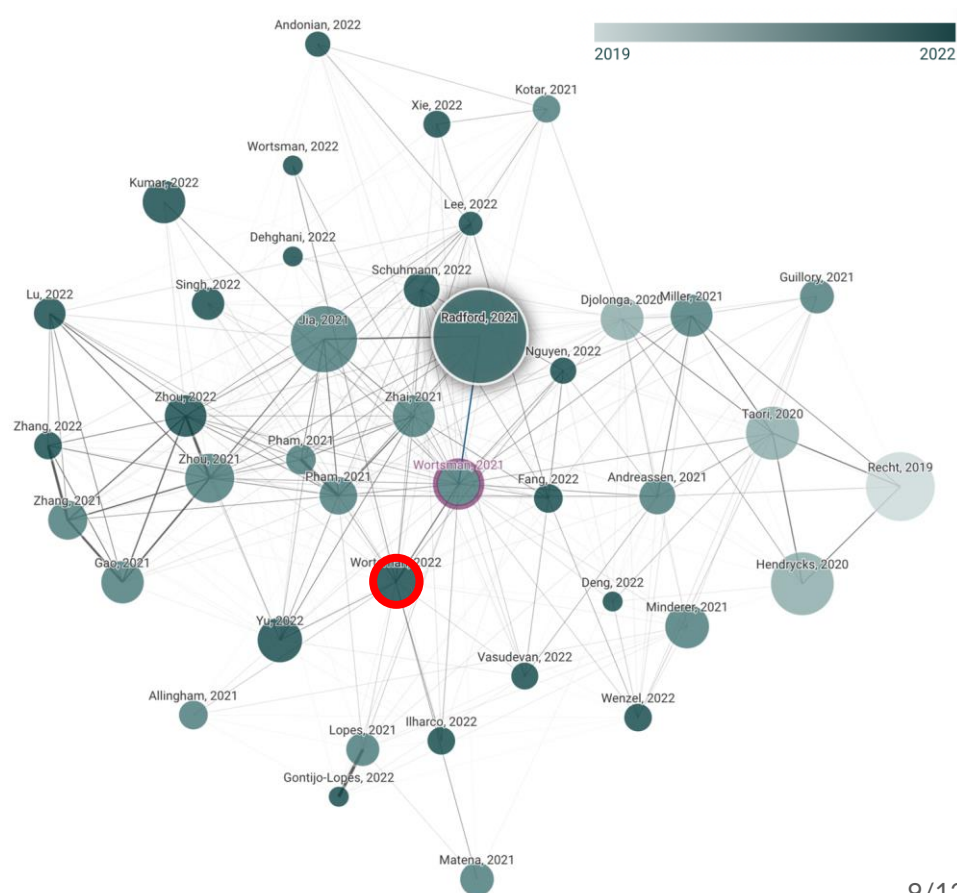 Andonian, 2022
2019
2022
Kotar, 2021
Xie, 2022
Wortsman, 2022
Kumar, 2022
Lee, 2022
Dehghani, 2022
Schuhmann, 2022
Guillory, 2021
Singh, 2022
Lu, 2022
Djolonga, 2020
Miller, 2021
Jia, 2021
Radford, 2021
Nguyen, 2022
Zhou, 2022
Zhai, 2021
Taori, 2020
Zhang, 2022
Pham, 2021
Zhou, 2021
Wortsman, 2021
Recht, 2019
Pham, 2021
Fang, 2022
Andreassen, 2021
Zhang, 2021
Gao, 2021
Wortsman, 2022
Hendrycks, 2020
Deng, 2022
Minderer, 2021
Yu, 2022
Vasudevan, 2022
Allingham, 2021
Wenzel, 2022
Ilharco, 2022
Lopes, 2021
Gontijo-Lopes, 2022
Matena, 2021